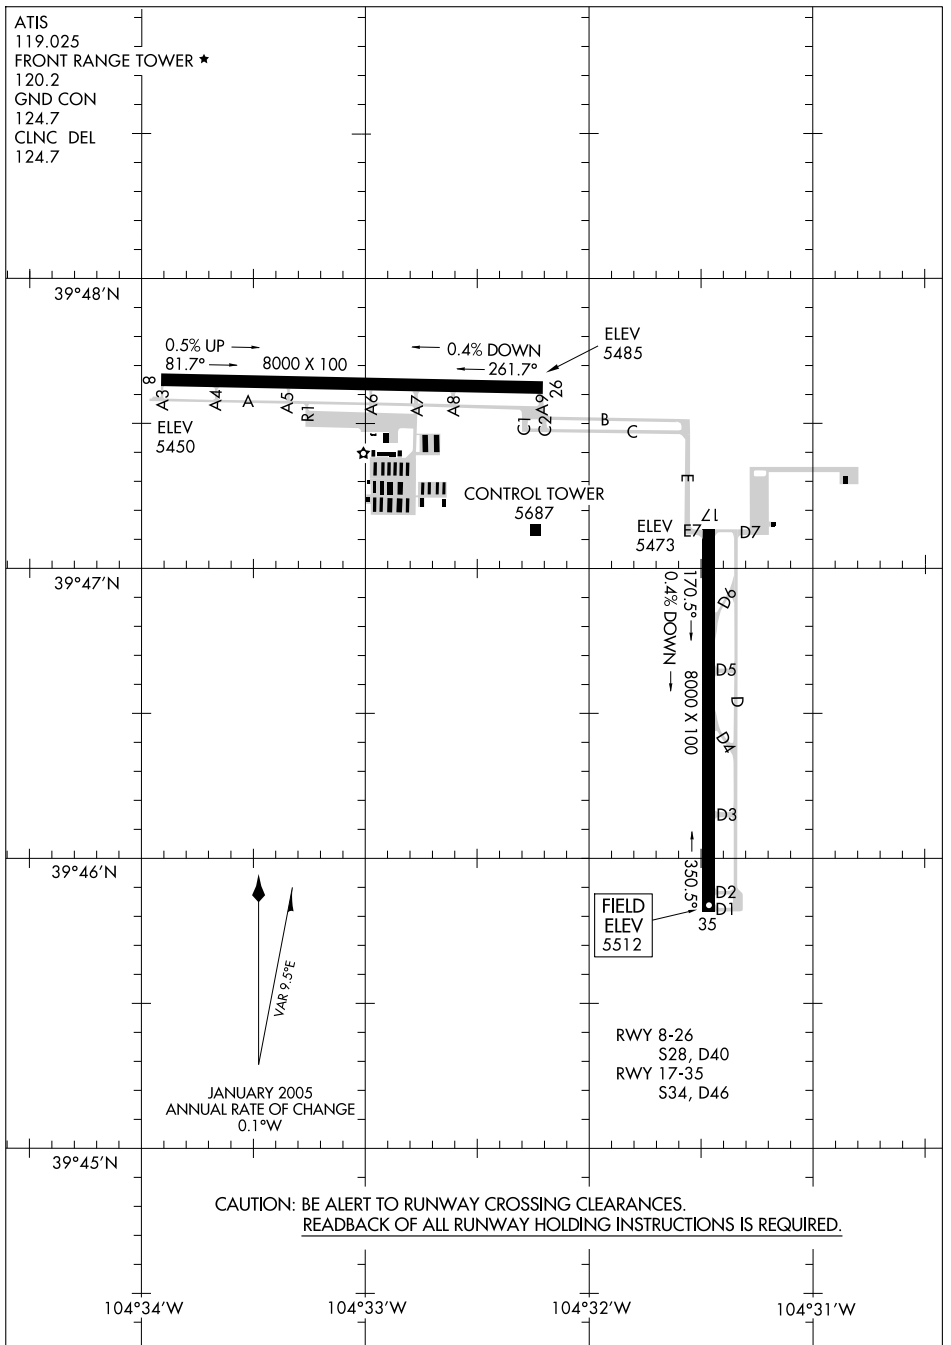 ATIS
119.025
FRONT RANGE TOWER
120.2
GND CON
124.7
CLNC DEL
124.7
39°48'N
0.5% UP
81.7°
8000 X 100
0.4% DOWN
261.7°
ELEV
5485
8
26
A3
A4
A
A5
R1
A6
A7
A8
A9
C1
C2
B
C
ELEV
5450
E
CONTROL TOWER
5687
ELEV
5473
17
E7
D7
39°47'N
170.5°
0.4% DOWN
8000 X 100
D6
D5
D
D4
D3
39°46'N
350.5°
D2
D1
FIELD
ELEV
5512
35
VAR 9.5°E
JANUARY 2005
ANNUAL RATE OF CHANGE
0.1°W
RWY 8-26
S28, D40
RWY 17-35
S34, D46
39°45'N
CAUTION: BE ALERT TO RUNWAY CROSSING CLEARANCES.
READBACK OF ALL RUNWAY HOLDING INSTRUCTIONS IS REQUIRED.
104°34'W
104°33'W
104°32'W
104°31'W